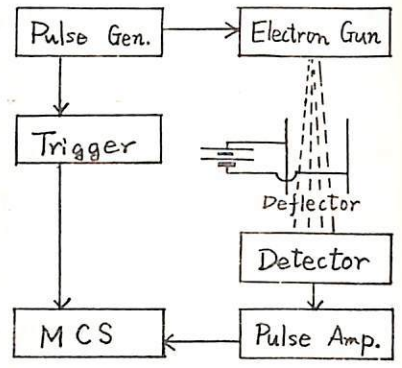 Pulse Gen.
Electron Gun
Trigger
Deflector
Detector
MCS
Pulse Amp.